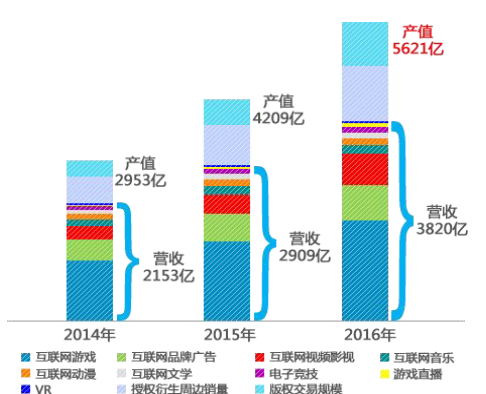 产值
5621亿
产值
4209亿
产值
2953亿
营收
3820亿
营收
2909亿
营收
2153亿
2014年 2015年 2016年
互联网游戏 互联网品牌广告 互联网视频影视 互联网音乐
互联网动漫 互联网文学 电子竞技 游戏直播
VR 授权衍生周边销量 版权交易规模